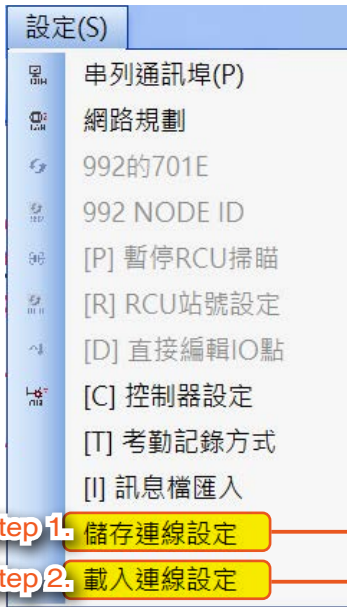 設定(S)
串列通訊埠(P)
網路規劃
992的701E
992 NODE ID
[P] 暫停RCU掃瞄
[R] RCU站號設定
[D] 直接編輯IO點
[C] 控制器設定
[T] 考勤記錄方式
[I] 訊息檔匯入
tep 1. 儲存連線設定
tep 2. 載入連線設定